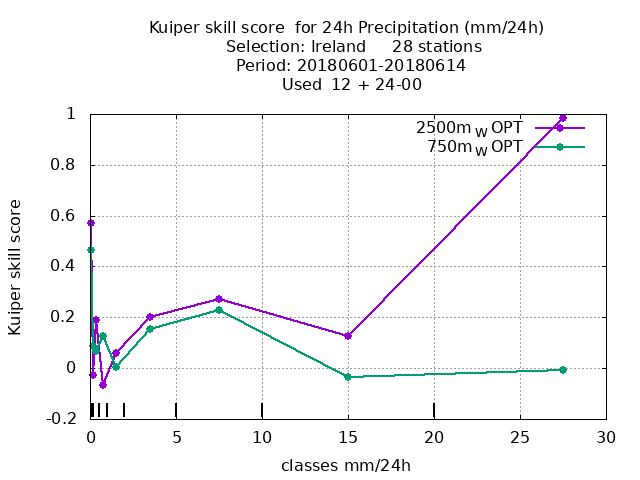 Kuiper skill score  for 24h Precipitation (mm/24h)
Selection: Ireland     28 stations
Period: 20180601-20180614
Used  12 + 24-00
2500m W OPT
750m W OPT
Kuiper skill score
1
0.8
0.6
0.4
0.2
0
-0.2
0 5 10 15 20 25 30
classes mm/24h